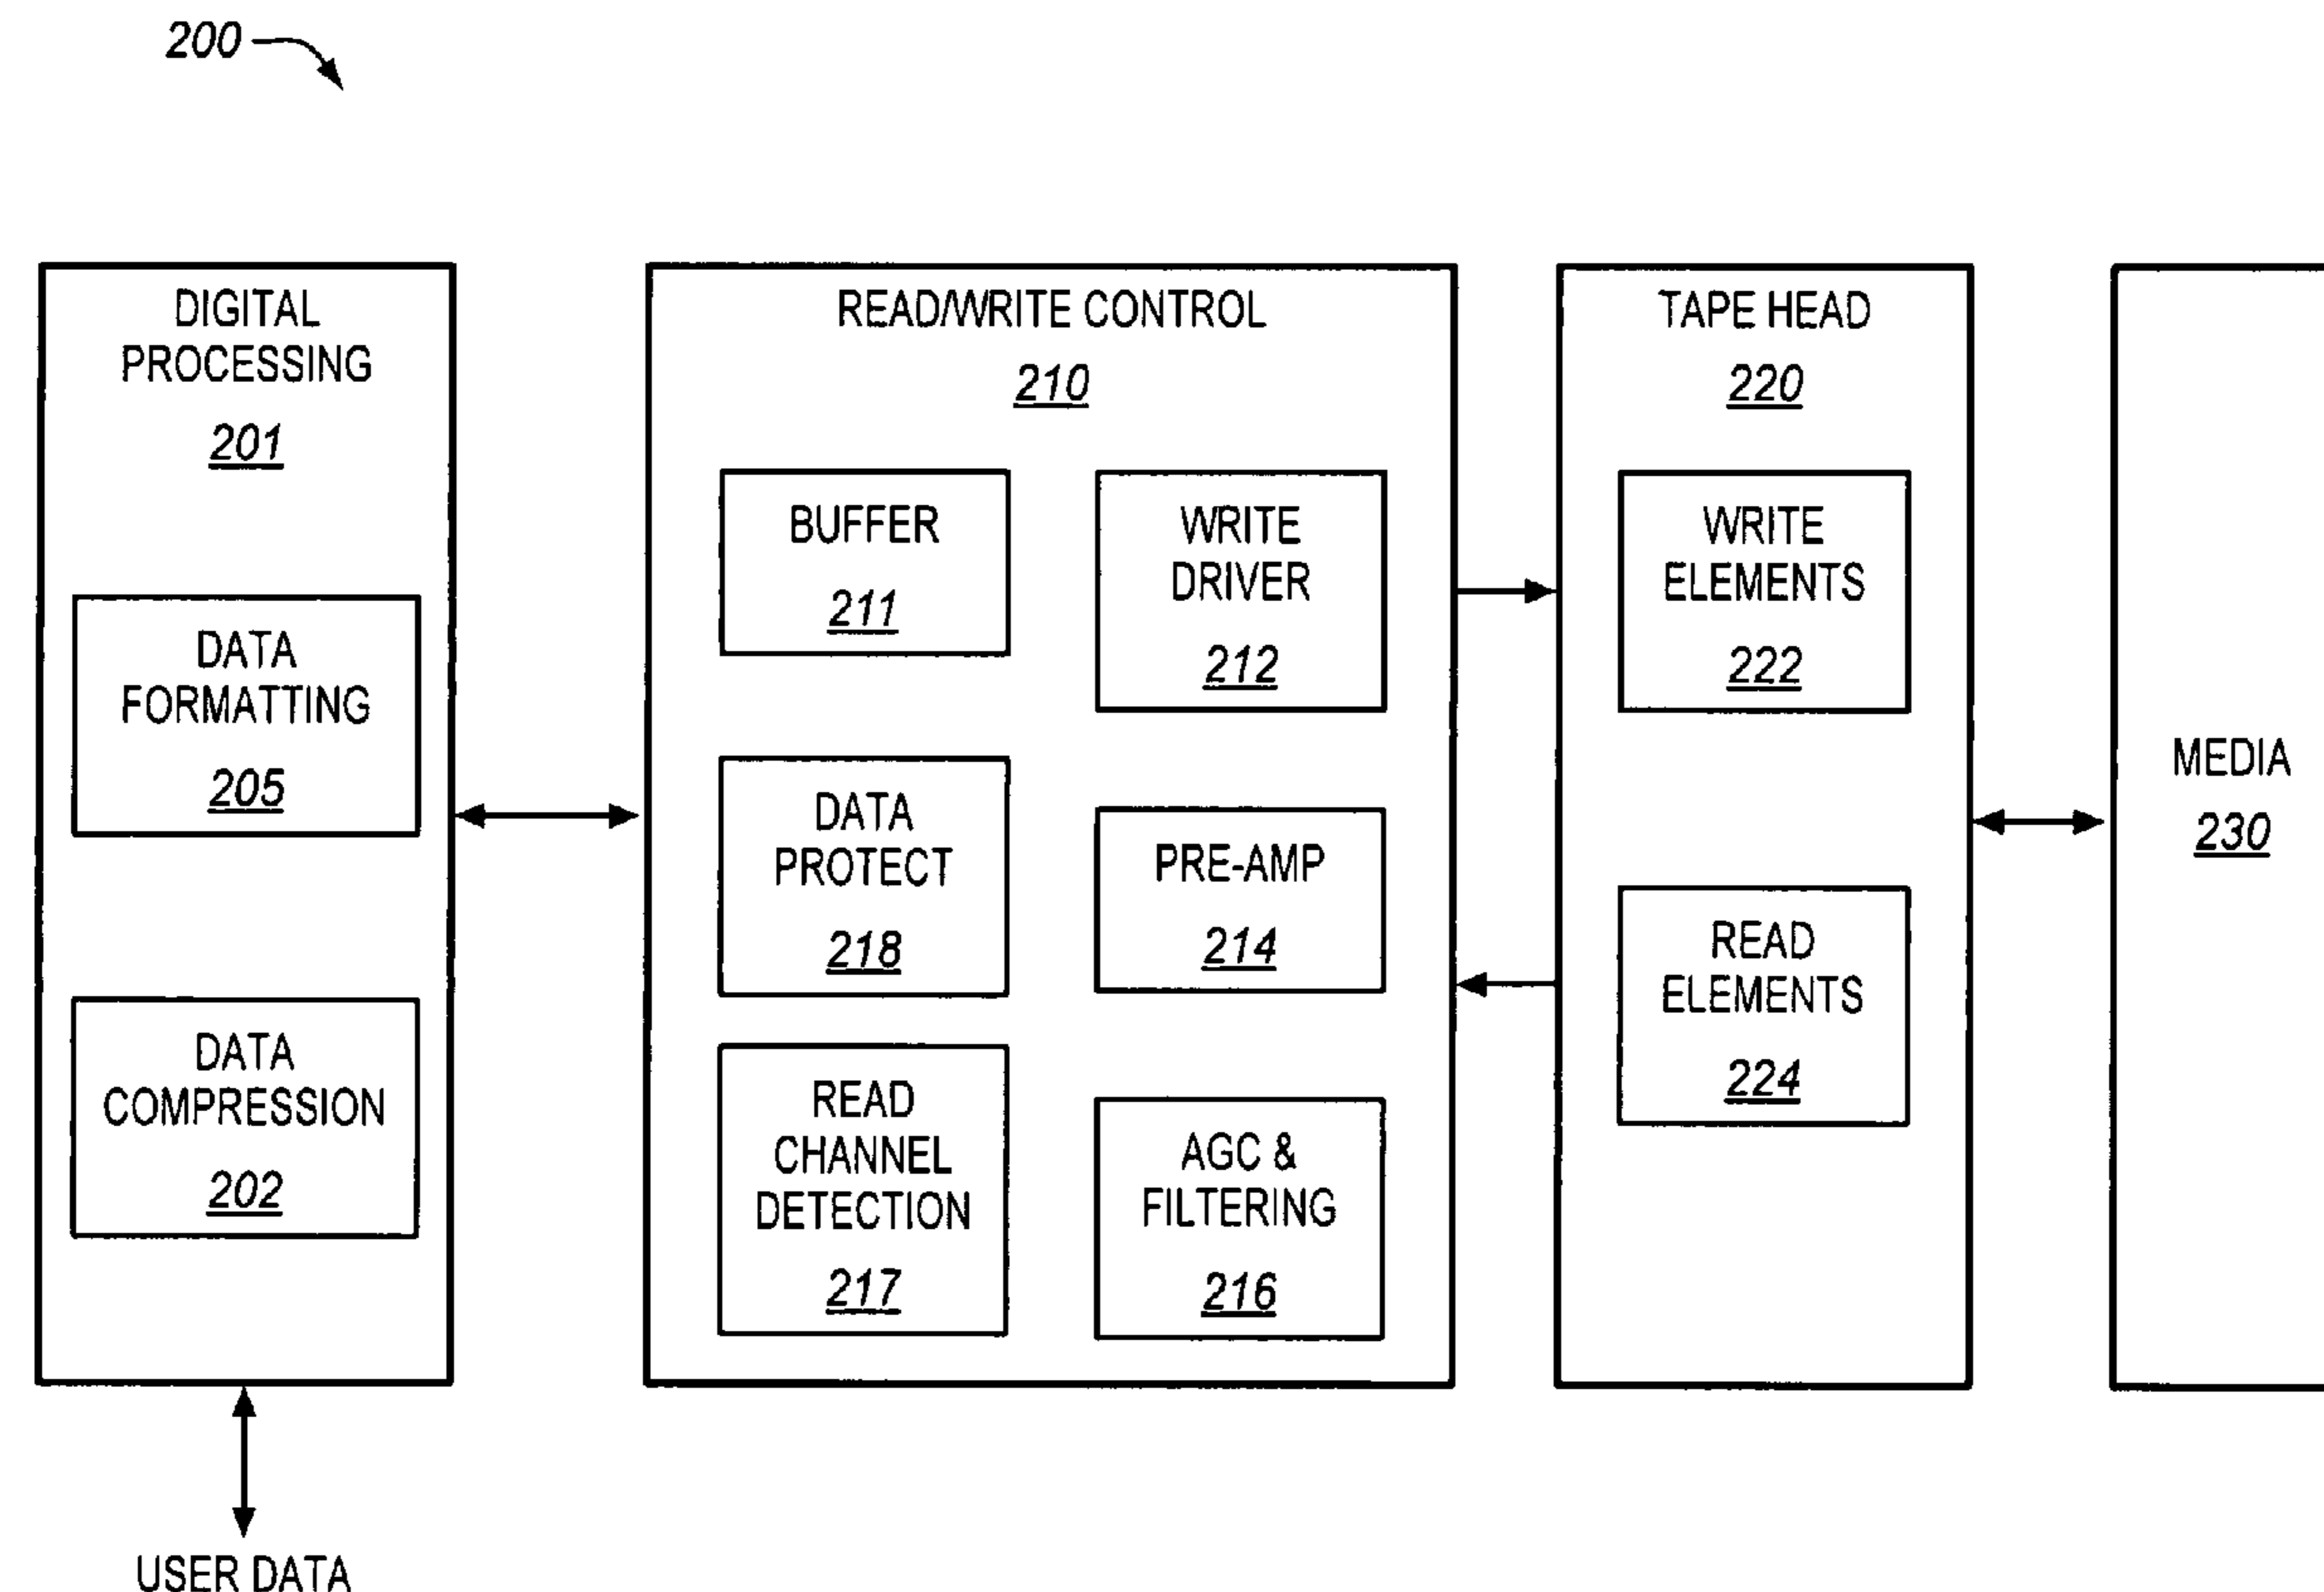 200
DIGITAL
PROCESSING
201
DATA
FORMATTING
205
DATA
COMPRESSION
202
USER DATA
READ/WRITE CONTROL
210
BUFFER
211
WRITE
DRIVER
212
DATA
PROTECT
218
PRE-AMP
214
READ
CHANNEL
DETECTION
217
AGC &
FILTERING
216
TAPE HEAD
220
WRITE
ELEMENTS
222
READ
ELEMENTS
224
MEDIA
230